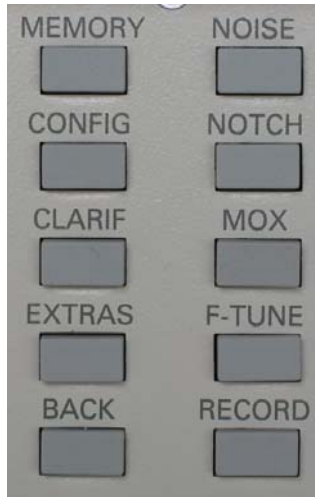 MEMORY NOISE
CONFIG NOTCH
CLARIF MOX
EXTRAS F-TUNE
BACK RECORD